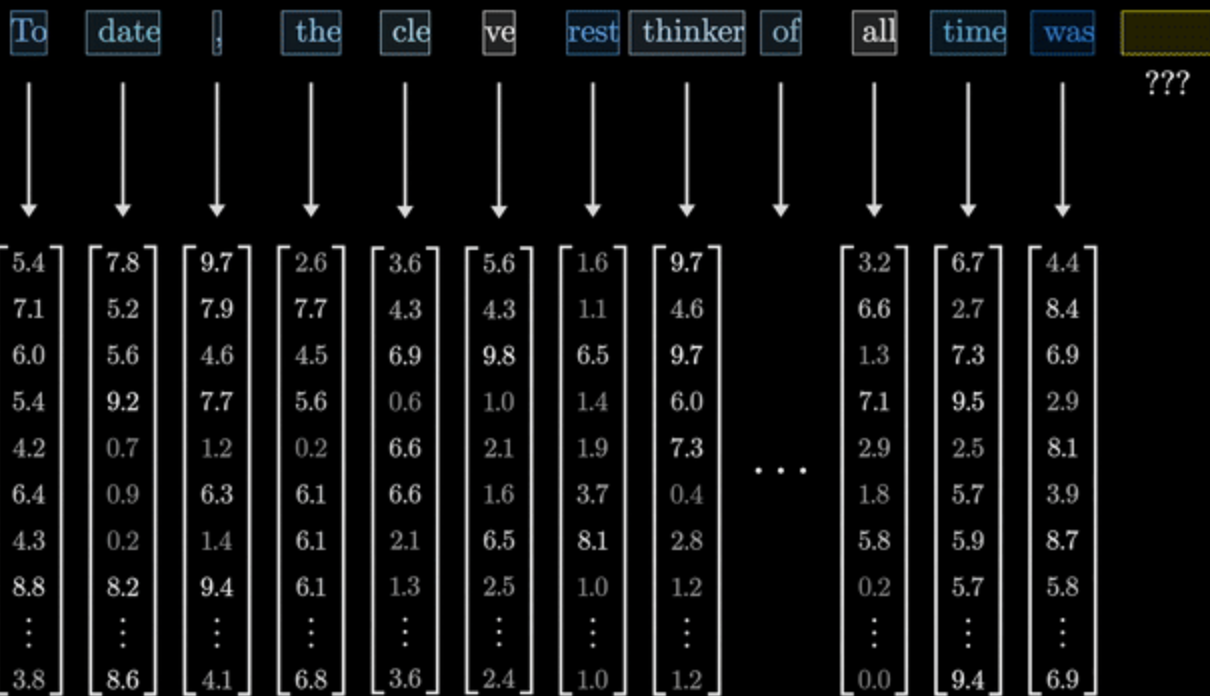 To date , the cle ve rest thinker of all time was
???
5.4 7.8 9.7 2.6 3.6 5.6 1.6 9.7 3.2 6.7 4.4
7.1 5.2 7.9 7.7 4.3 4.3 1.1 4.6 6.6 2.7 8.4
6.0 5.6 4.6 4.5 6.9 9.8 6.5 9.7 1.3 7.3 6.9
5.4 9.2 7.7 5.6 0.6 1.0 1.4 6.0 7.1 9.5 2.9
4.2 0.7 1.2 0.2 6.6 2.1 1.9 7.3 ... 2.9 2.5 8.1
6.4 0.9 6.3 6.1 6.6 1.6 3.7 0.4 1.8 5.7 3.9
4.3 0.2 1.4 6.1 2.1 6.5 8.1 2.8 5.8 5.9 8.7
8.8 8.2 9.4 6.1 1.3 2.5 1.0 1.2 0.2 5.7 5.8
⋮ ⋮ ⋮ ⋮ ⋮ ⋮ ⋮ ⋮ ⋮ ⋮ ⋮
3.8 8.6 4.1 6.8 3.6 2.4 1.0 1.2 0.0 9.4 6.9